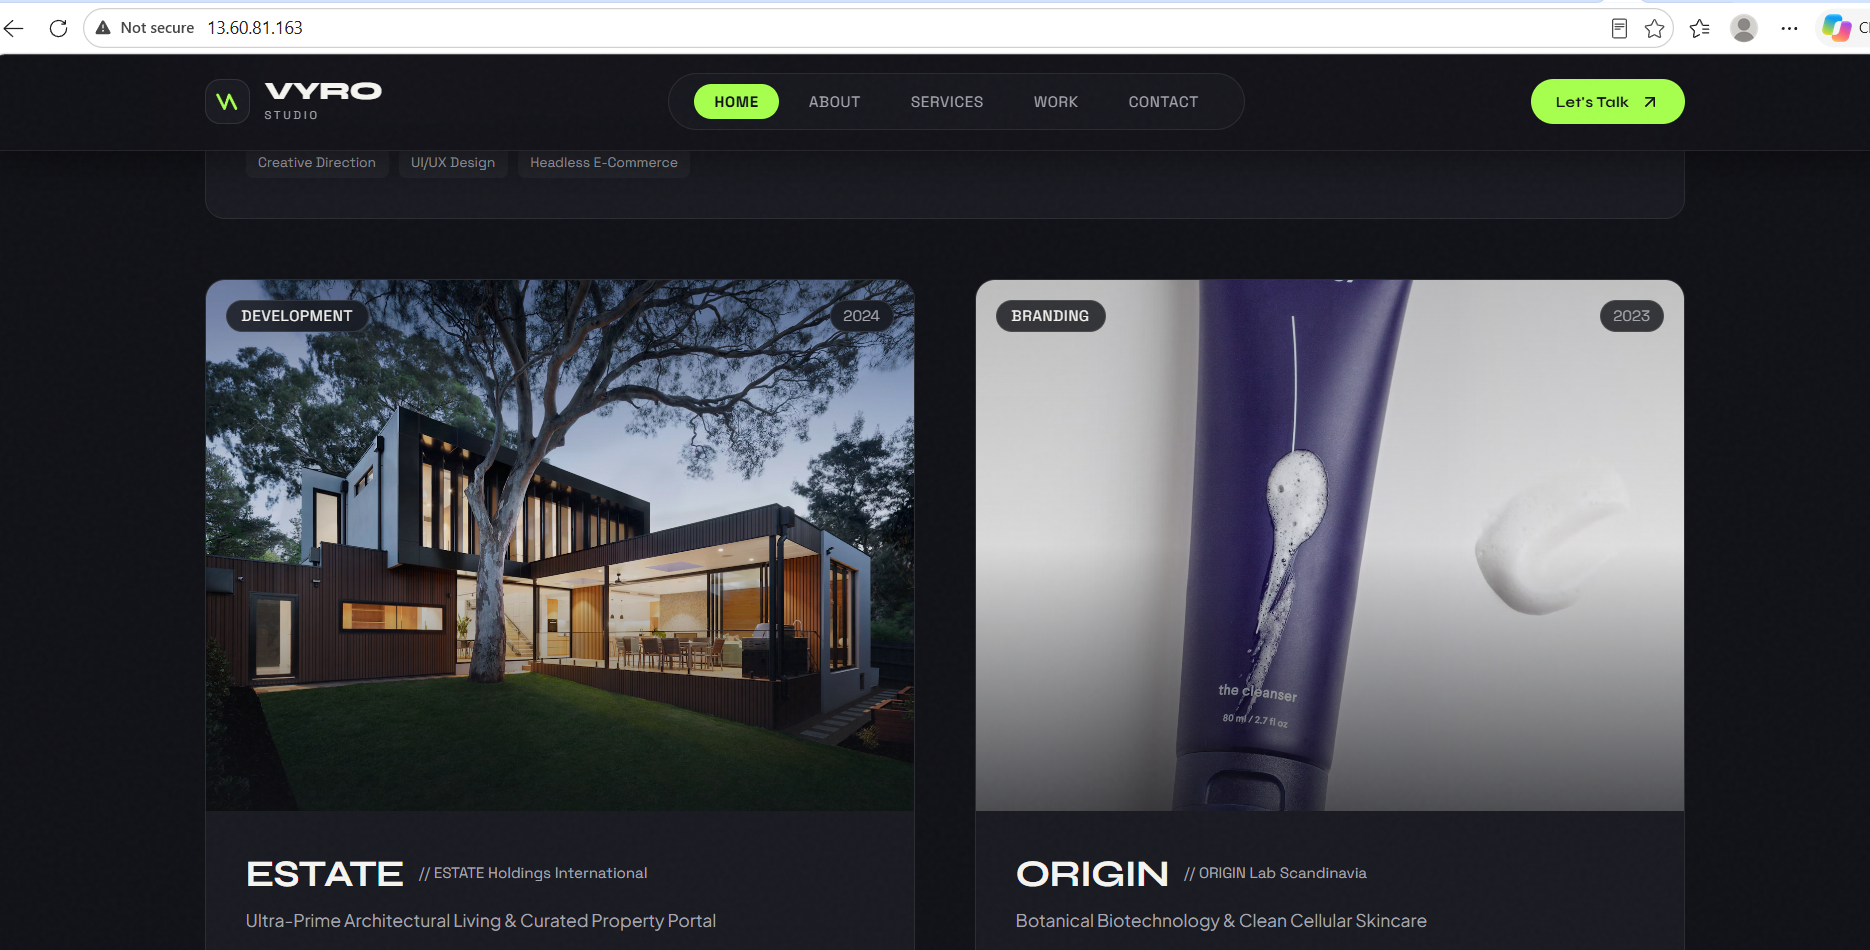 Not secure 13.60.81.163
VYRO
STUDIO
HOME
ABOUT
SERVICES
WORK
CONTACT
Let's Talk
Creative Direction
UI/UX Design
Headless E-Commerce
DEVELOPMENT
2024
BRANDING
2023
the cleanser
80 ml / 2.7 fl oz
ESTATE // ESTATE Holdings International
Ultra-Prime Architectural Living & Curated Property Portal
ORIGIN // ORIGIN Lab Scandinavia
Botanical Biotechnology & Clean Cellular Skincare